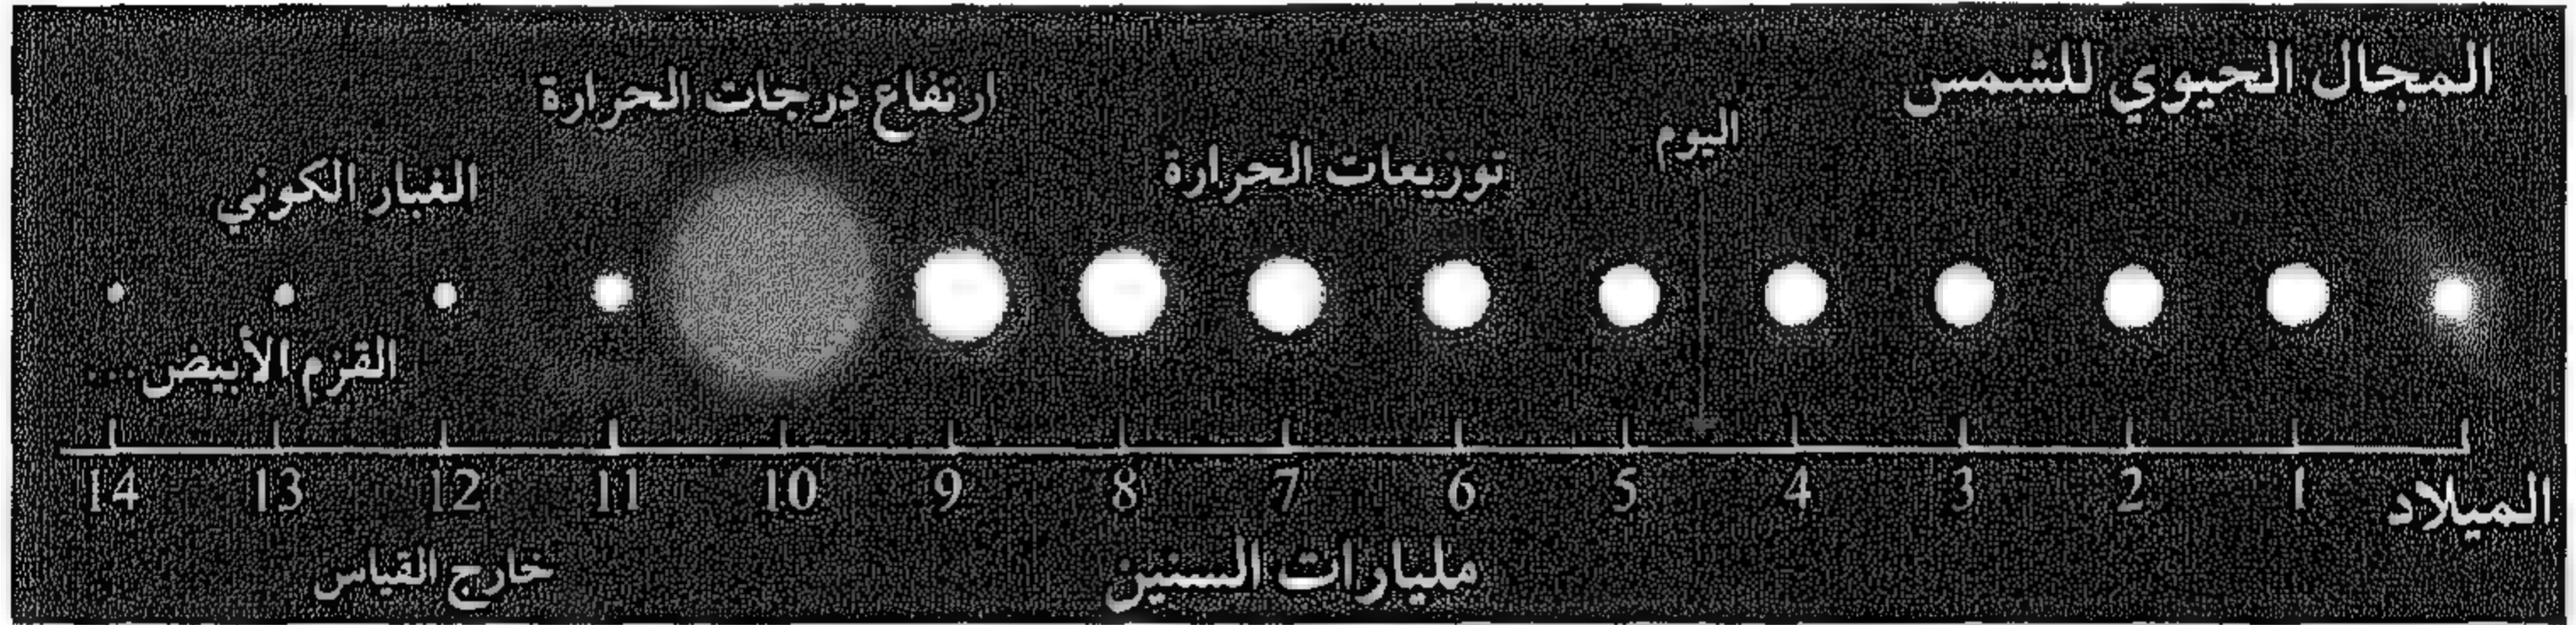 المجال الحيوي للشمس
اليوم
توزيعات الحرارة
ارتفاع درجات الحرارة
الغبار الكوني
القزم الأبيض...
الميلاد 1 2 3 4 5 6 7 8 9 10 11 12 13 14
مليارات السنين
خارج القياس